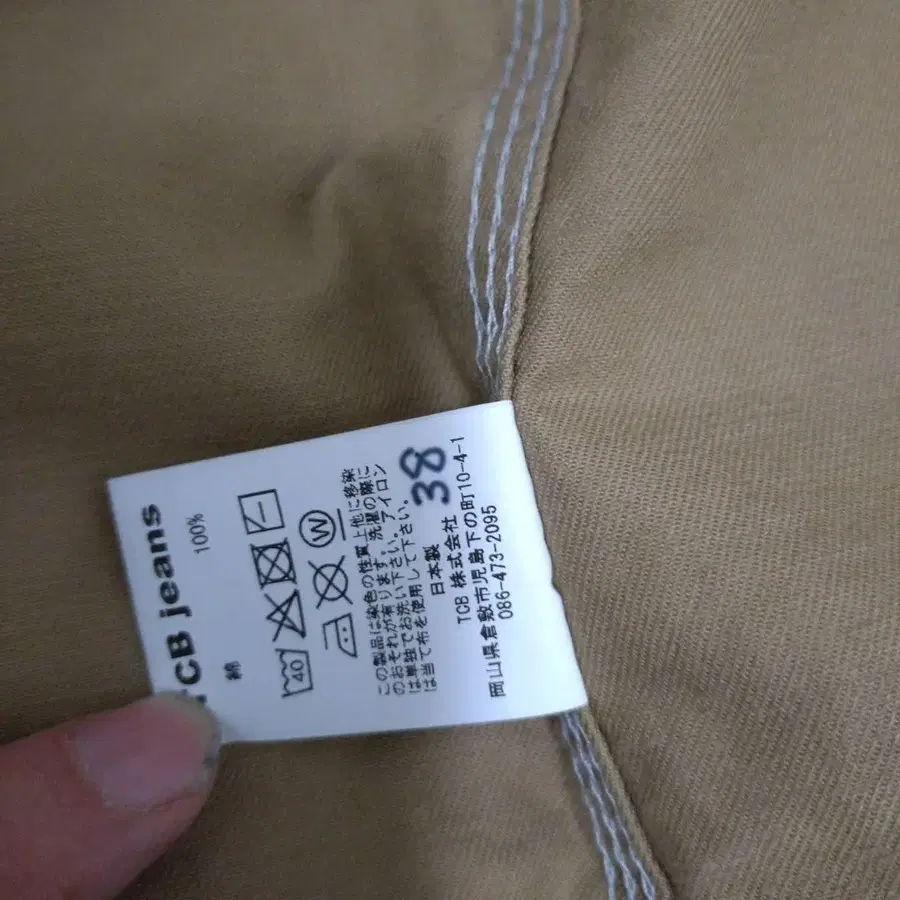 CB jeans
綿 100%
40
W
この製品は染色の性質上他に移染
のおそれが有ります。洗濯の際に
は単独でお洗い下さい。アイロン
は当て布を使用して下さい。
日本製
38
TCB 株式会社
岡山県倉敷市児島下の町10-4-1
086-473-2095